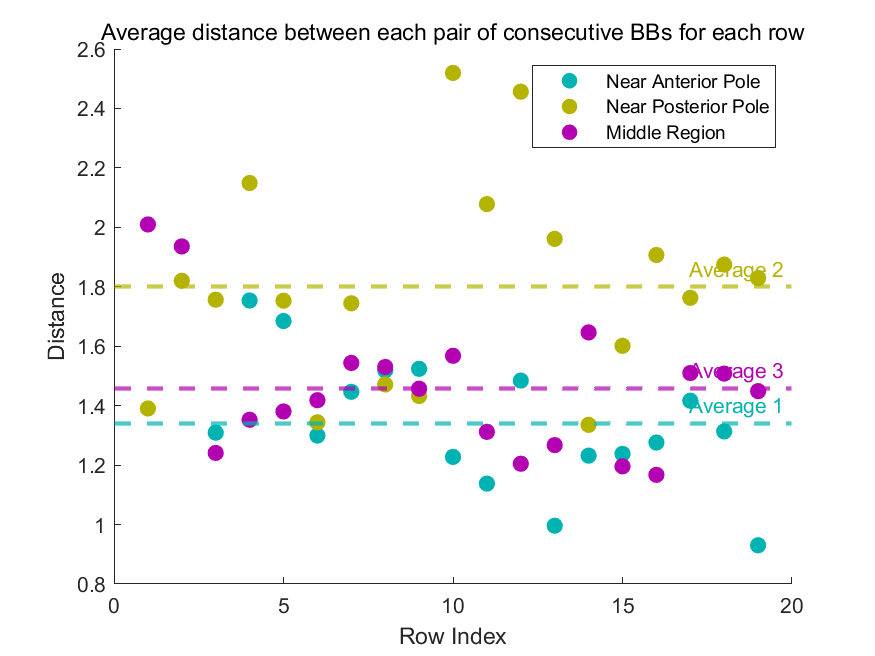 Average distance between each pair of consecutive BBs for each row
2.6
2.4
2.2
2
1.8
1.6
1.4
1.2
1
0.8
Distance
Near Anterior Pole
Near Posterior Pole
Middle Region
Average 2
Average 3
Average 1
0
5
10
15
20
Row Index